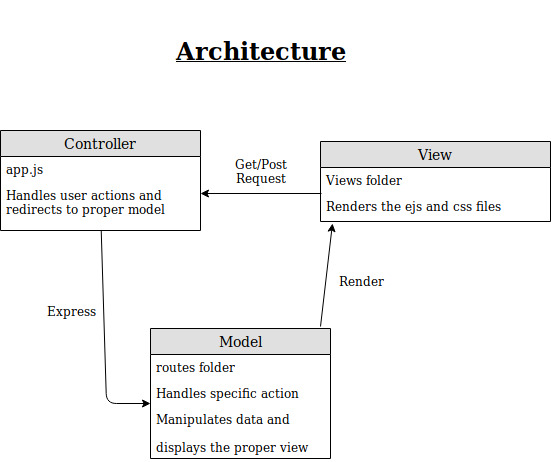 Architecture
Controller
app.js
Handles user actions and
redirects to proper model
Get/Post
Request
View
Views folder
Renders the ejs and css files
Express
Render
Model
routes folder
Handles specific action
Manipulates data and
displays the proper view